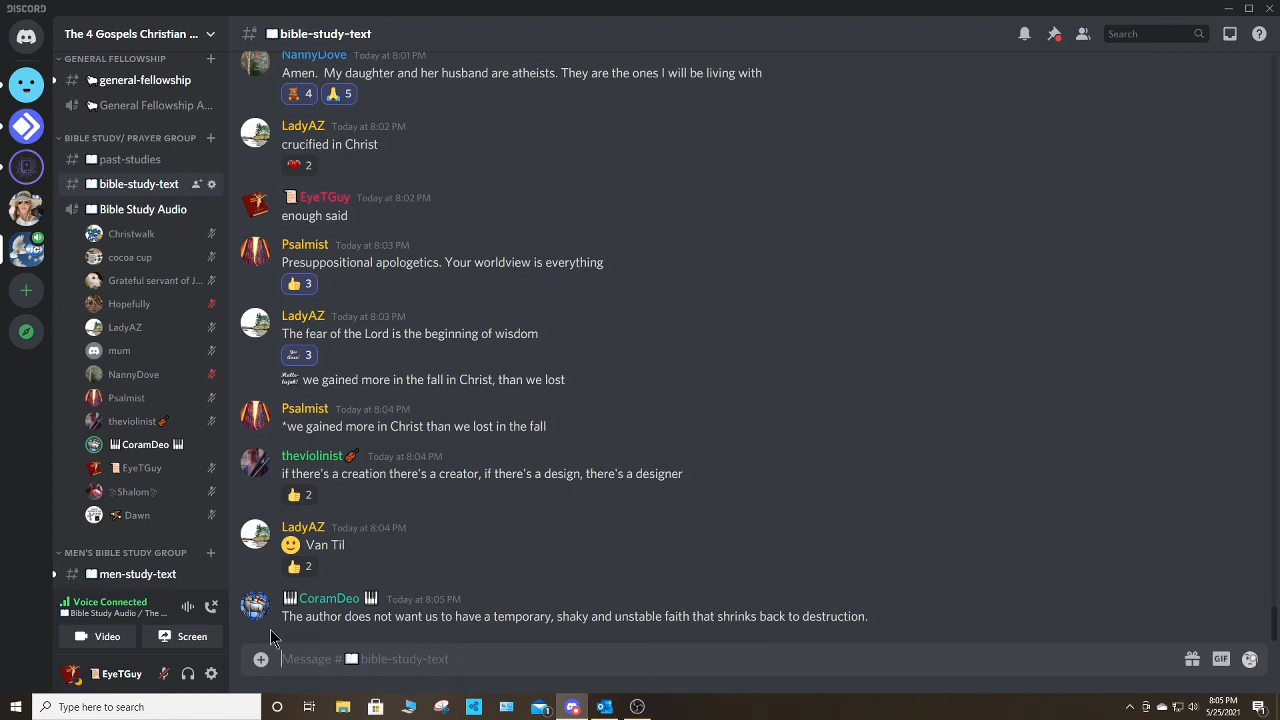 DISCORD
The 4 Gospels Christian ...
bible-study-text
Search
GENERAL FELLOWSHIP
general-fellowship
General Fellowship A...
BIBLE STUDY/ PRAYER GROUP
past-studies
bible-study-text
Bible Study Audio
Christwalk
cocoa cup
Grateful servant of J...
Hopefully
LadyAZ
mum
NannyDove
Psalmist
theviolinist
CoramDeo
EyeTGuy
Shalom
Dawn
MEN'S BIBLE STUDY GROUP
men-study-text
Voice Connected
Bible Study Audio / The ...
Video Screen
EyeTGuy
NannyDove Today at 8:01 PM
Amen. My daughter and her husband are atheists. They are the ones I will be living with
4 5
LadyAZ Today at 8:02 PM
crucified in Christ
2
EyeTGuy Today at 8:02 PM
enough said
Psalmist Today at 8:03 PM
Presuppositional apologetics. Your worldview is everything
3
LadyAZ Today at 8:03 PM
The fear of the Lord is the beginning of wisdom
3
we gained more in the fall in Christ, than we lost
Psalmist Today at 8:04 PM
*we gained more in Christ than we lost in the fall
theviolinist Today at 8:04 PM
if there's a creation there's a creator, if there's a design, there's a designer
2
LadyAZ Today at 8:04 PM
Van Til
2
CoramDeo Today at 8:05 PM
The author does not want us to have a temporary, shaky and unstable faith that shrinks back to destruction.
Message # bible-study-text
GIF
Type here to search
8:05 PM
5/25/2021